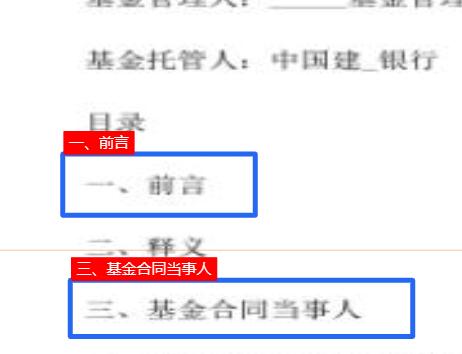 基金管理人：_____基金管理
基金托管人：中国建_银行
目录
一、前言
一、前言
二、释义
三、基金合同当事人
三、基金合同当事人